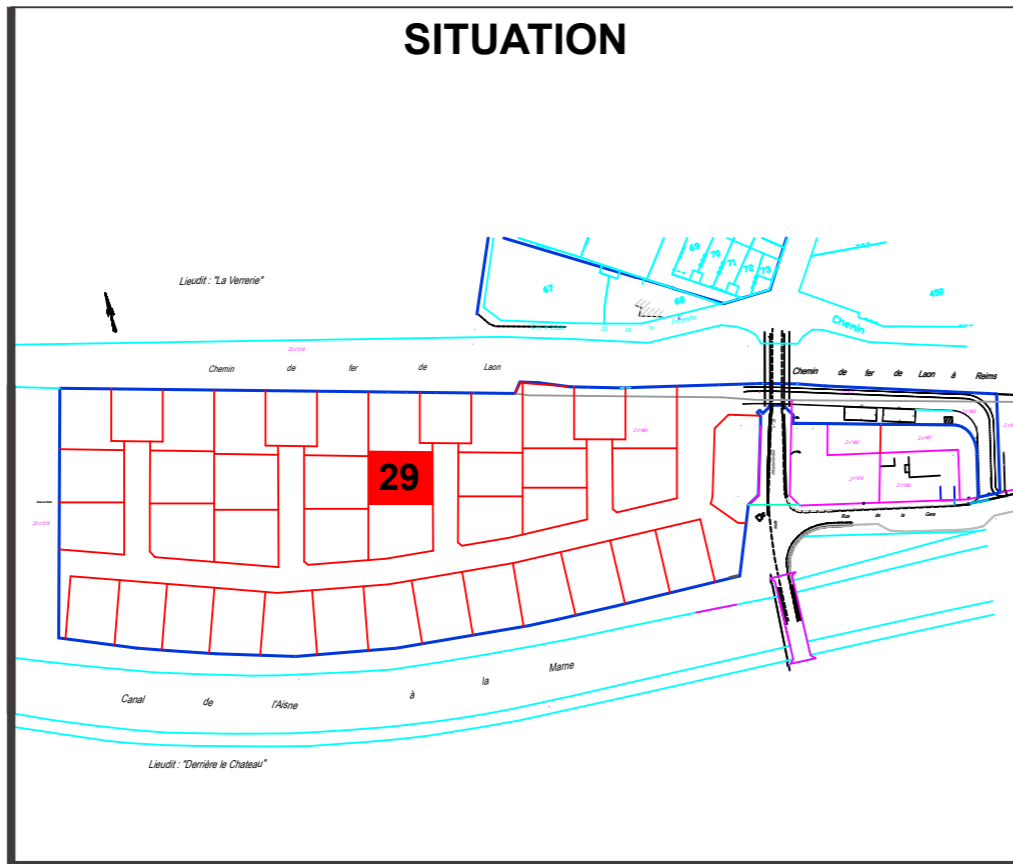 SITUATION
69
70
71
72
73
67
68
450
Lieudit : "La Verrerie"
Chemin
Chemin de fer de Laon
Chemin de fer de Laon à Reims
29
Rue de la Gare
Canal de l'Aisne à la Marne
Lieudit : "Derrière le Chateau"